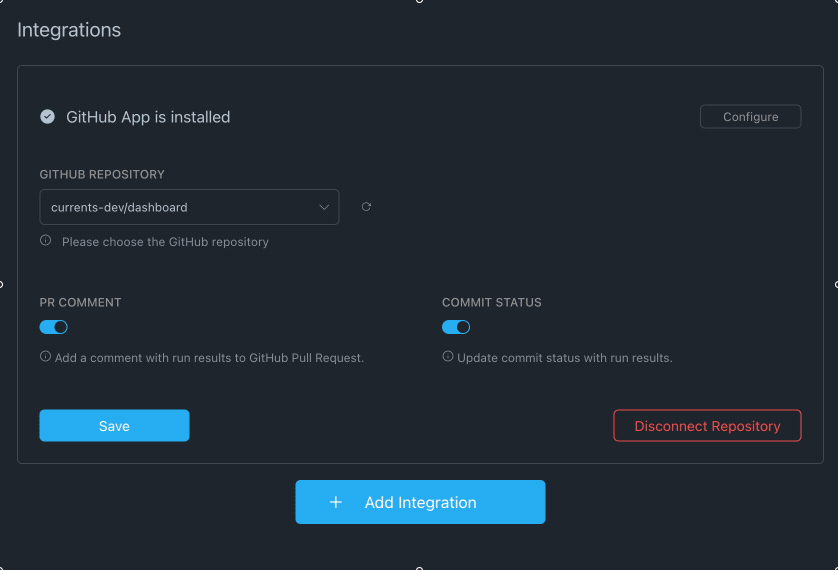 Integrations
GitHub App is installed
Configure
GITHUB REPOSITORY
currents-dev/dashboard
Please choose the GitHub repository
PR COMMENT
COMMIT STATUS
Add a comment with run results to GitHub Pull Request.
Update commit status with run results.
Save
Disconnect Repository
+ Add Integration